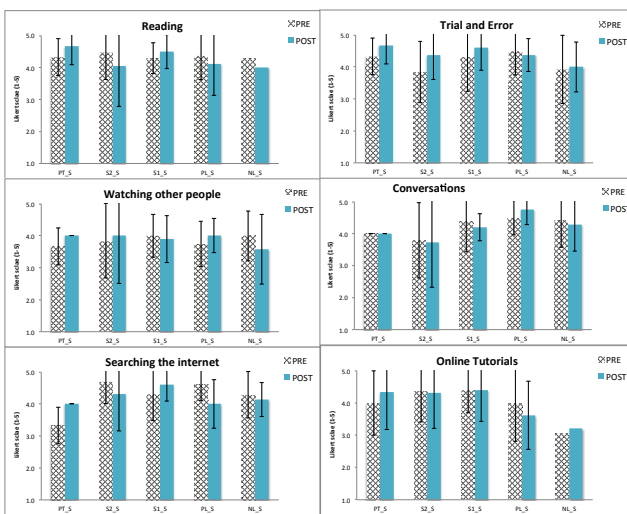 Reading
PRE
POST
5.0
4.0
3.0
2.0
1.0
Likert sclae (1-5)
PT_S S2_S S1_S PL_S NL_S
Trial and Error
PRE
POST
5.0
4.0
3.0
2.0
1.0
Likert sclae (1-5)
PT_S S2_S S1_S PL_S NL_S
Watching other people
PRE
POST
5.0
4.0
3.0
2.0
1.0
Likert sclae (1-5)
PT_S S2_S S1_S PL_S NL_S
Conversations
PRE
POST
5.0
4.0
3.0
2.0
1.0
Likert sclae (1-5)
PT_S S2_S S1_S PL_S NL_S
Searching the internet
PRE
POST
5.0
4.0
3.0
2.0
1.0
Likert sclae (1-5)
PT_S S2_S S1_S PL_S NL_S
Online Tutorials
PRE
POST
5.0
4.0
3.0
2.0
1.0
Likert sclae (1-5)
PT_S S2_S S1_S PL_S NL_S